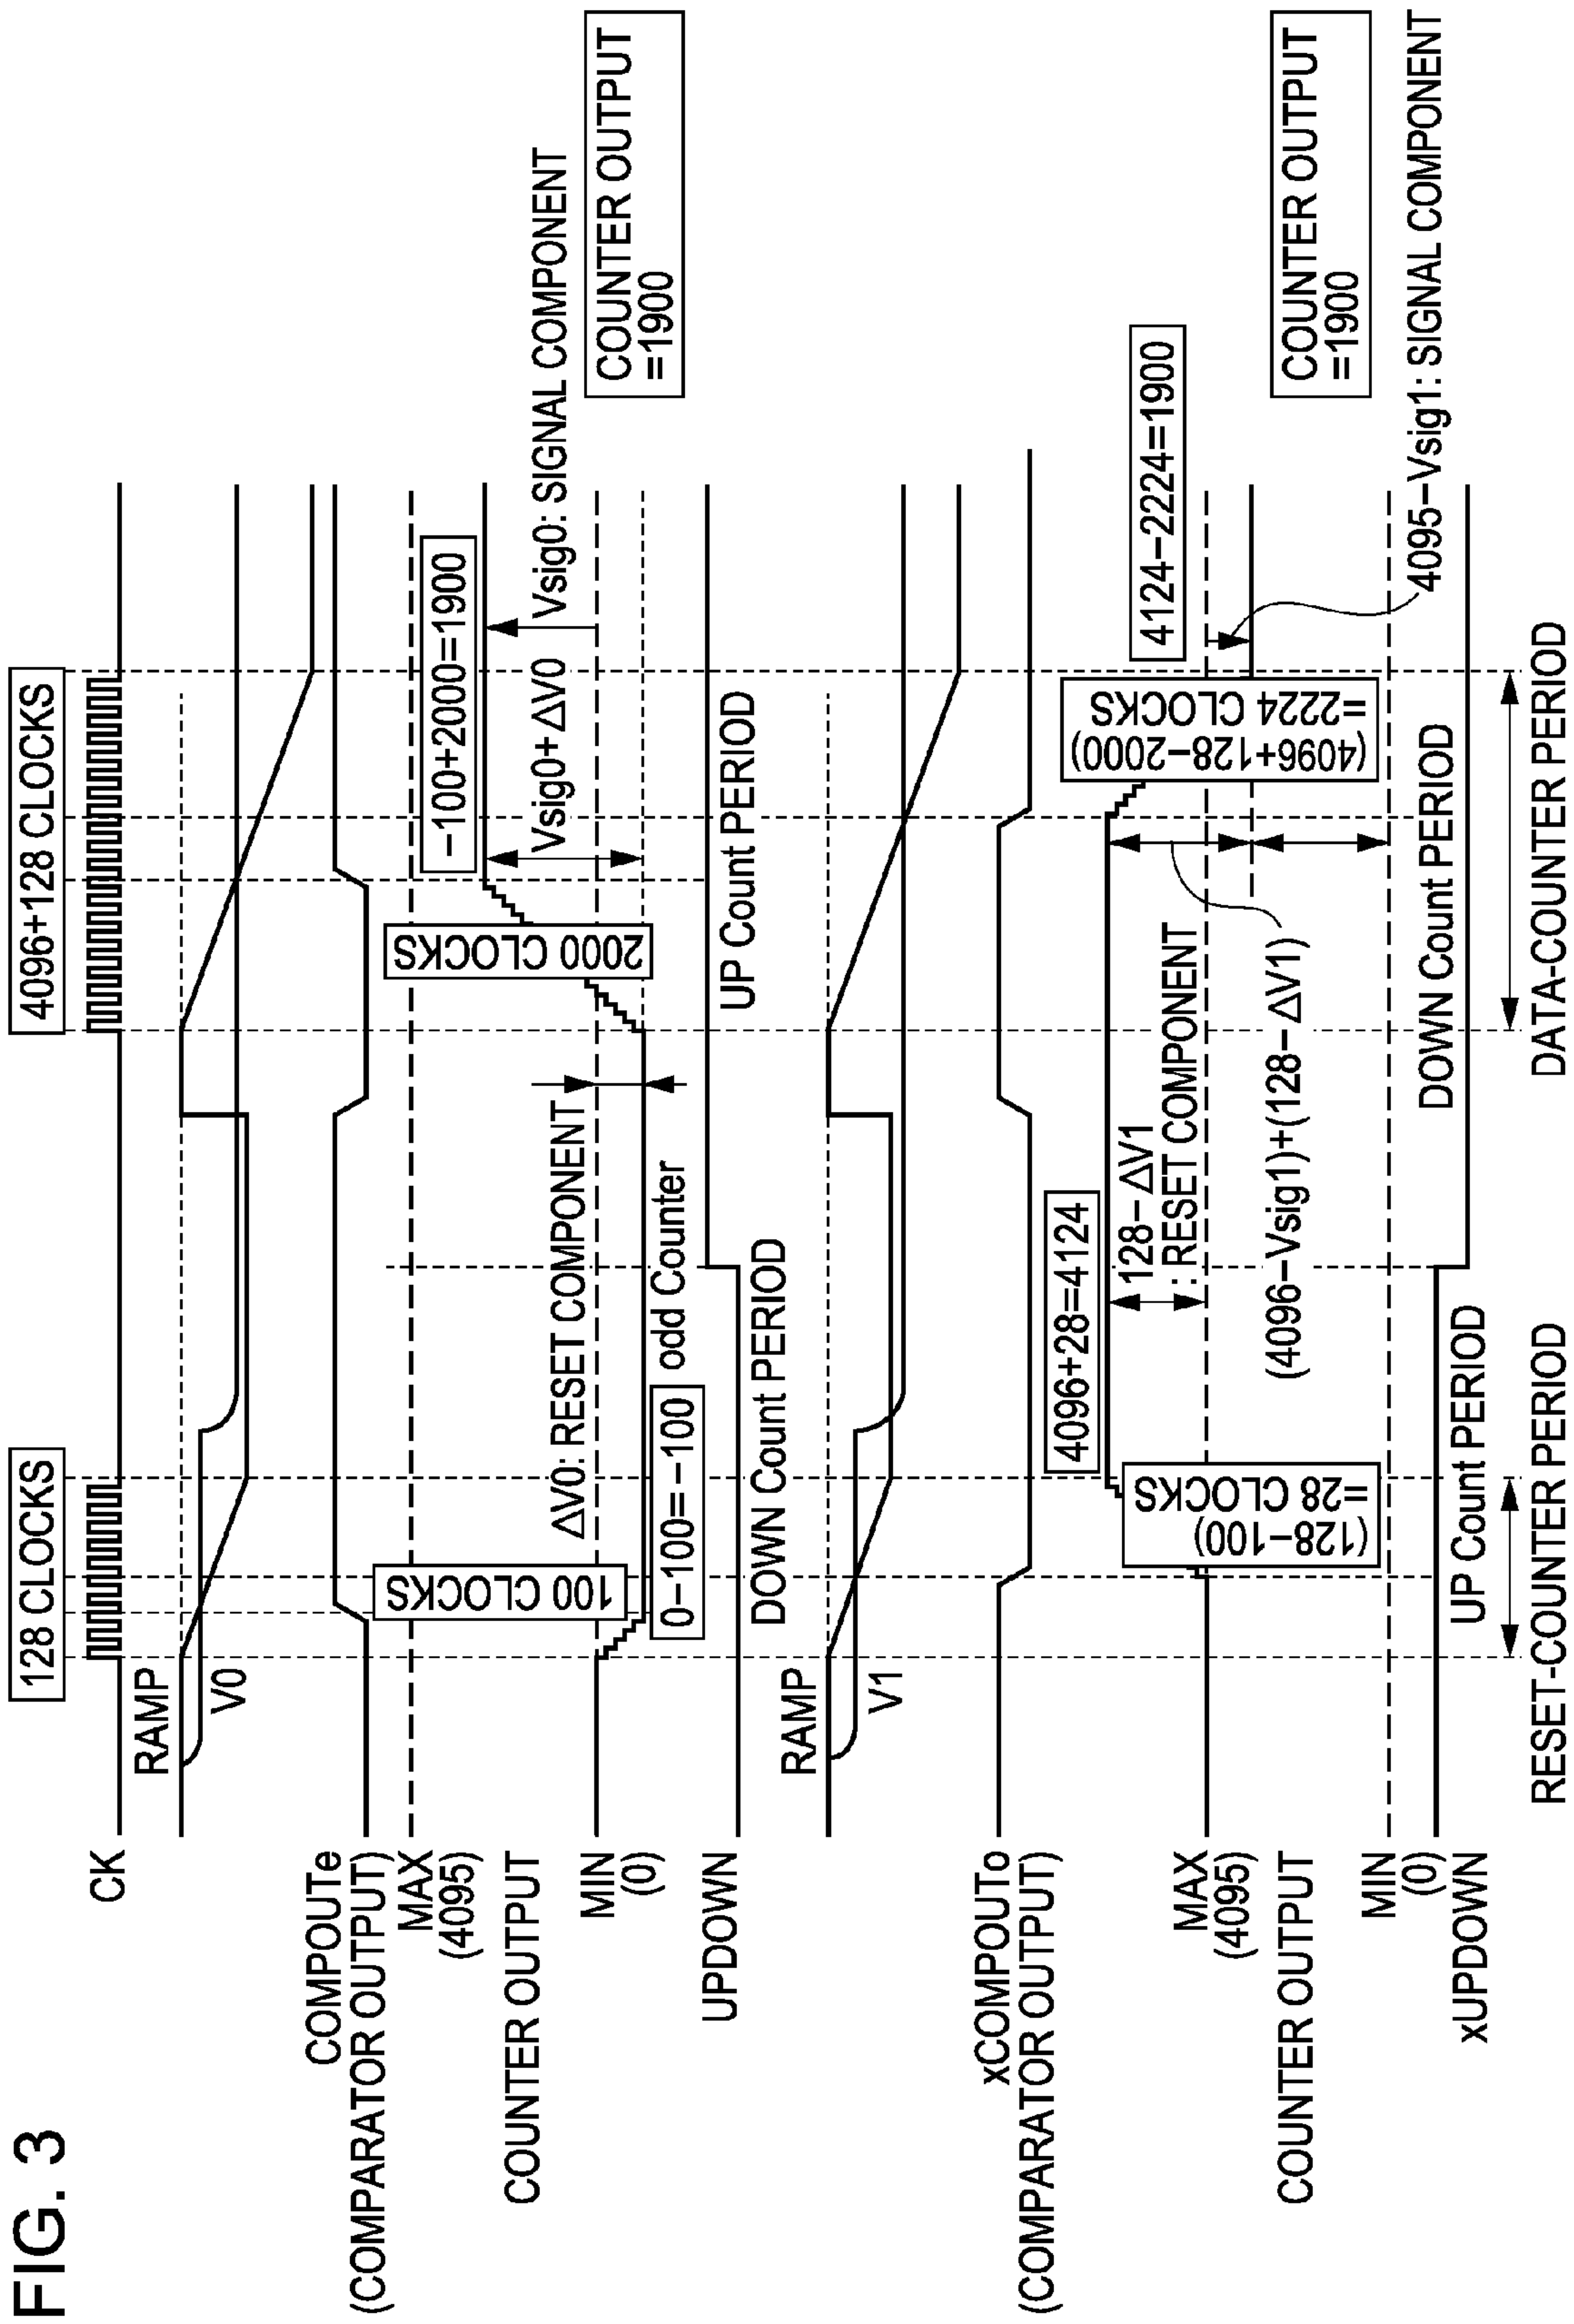 FIG. 3
128 CLOCKS
4096+128 CLOCKS
CK
RAMP
V0
COMPOUTe
(COMPARATOR OUTPUT)
MAX
(4095)
100 CLOCKS
2000 CLOCKS
-100+2000=1900
COUNTER OUTPUT
ΔV0: RESET COMPONENT
Vsig0+ΔV0
Vsig0: SIGNAL COMPONENT
MIN
(0)
0-100=-100
odd Counter
COUNTER OUTPUT
=1900
UPDOWN
DOWN Count PERIOD
UP Count PERIOD
RAMP
V1
xCOMPOUTo
(COMPARATOR OUTPUT)
4096+28=4124
(4096+128-2000)
=2224 CLOCKS
4124-2224=1900
MAX
(4095)
(128-100)
=28 CLOCKS
128-ΔV1
: RESET COMPONENT
COUNTER OUTPUT
(4096-Vsig1)+(128-ΔV1)
COUNTER OUTPUT
=1900
MIN
(0)
4095-Vsig1: SIGNAL COMPONENT
xUPDOWN
UP Count PERIOD
DOWN Count PERIOD
RESET-COUNTER PERIOD
DATA-COUNTER PERIOD